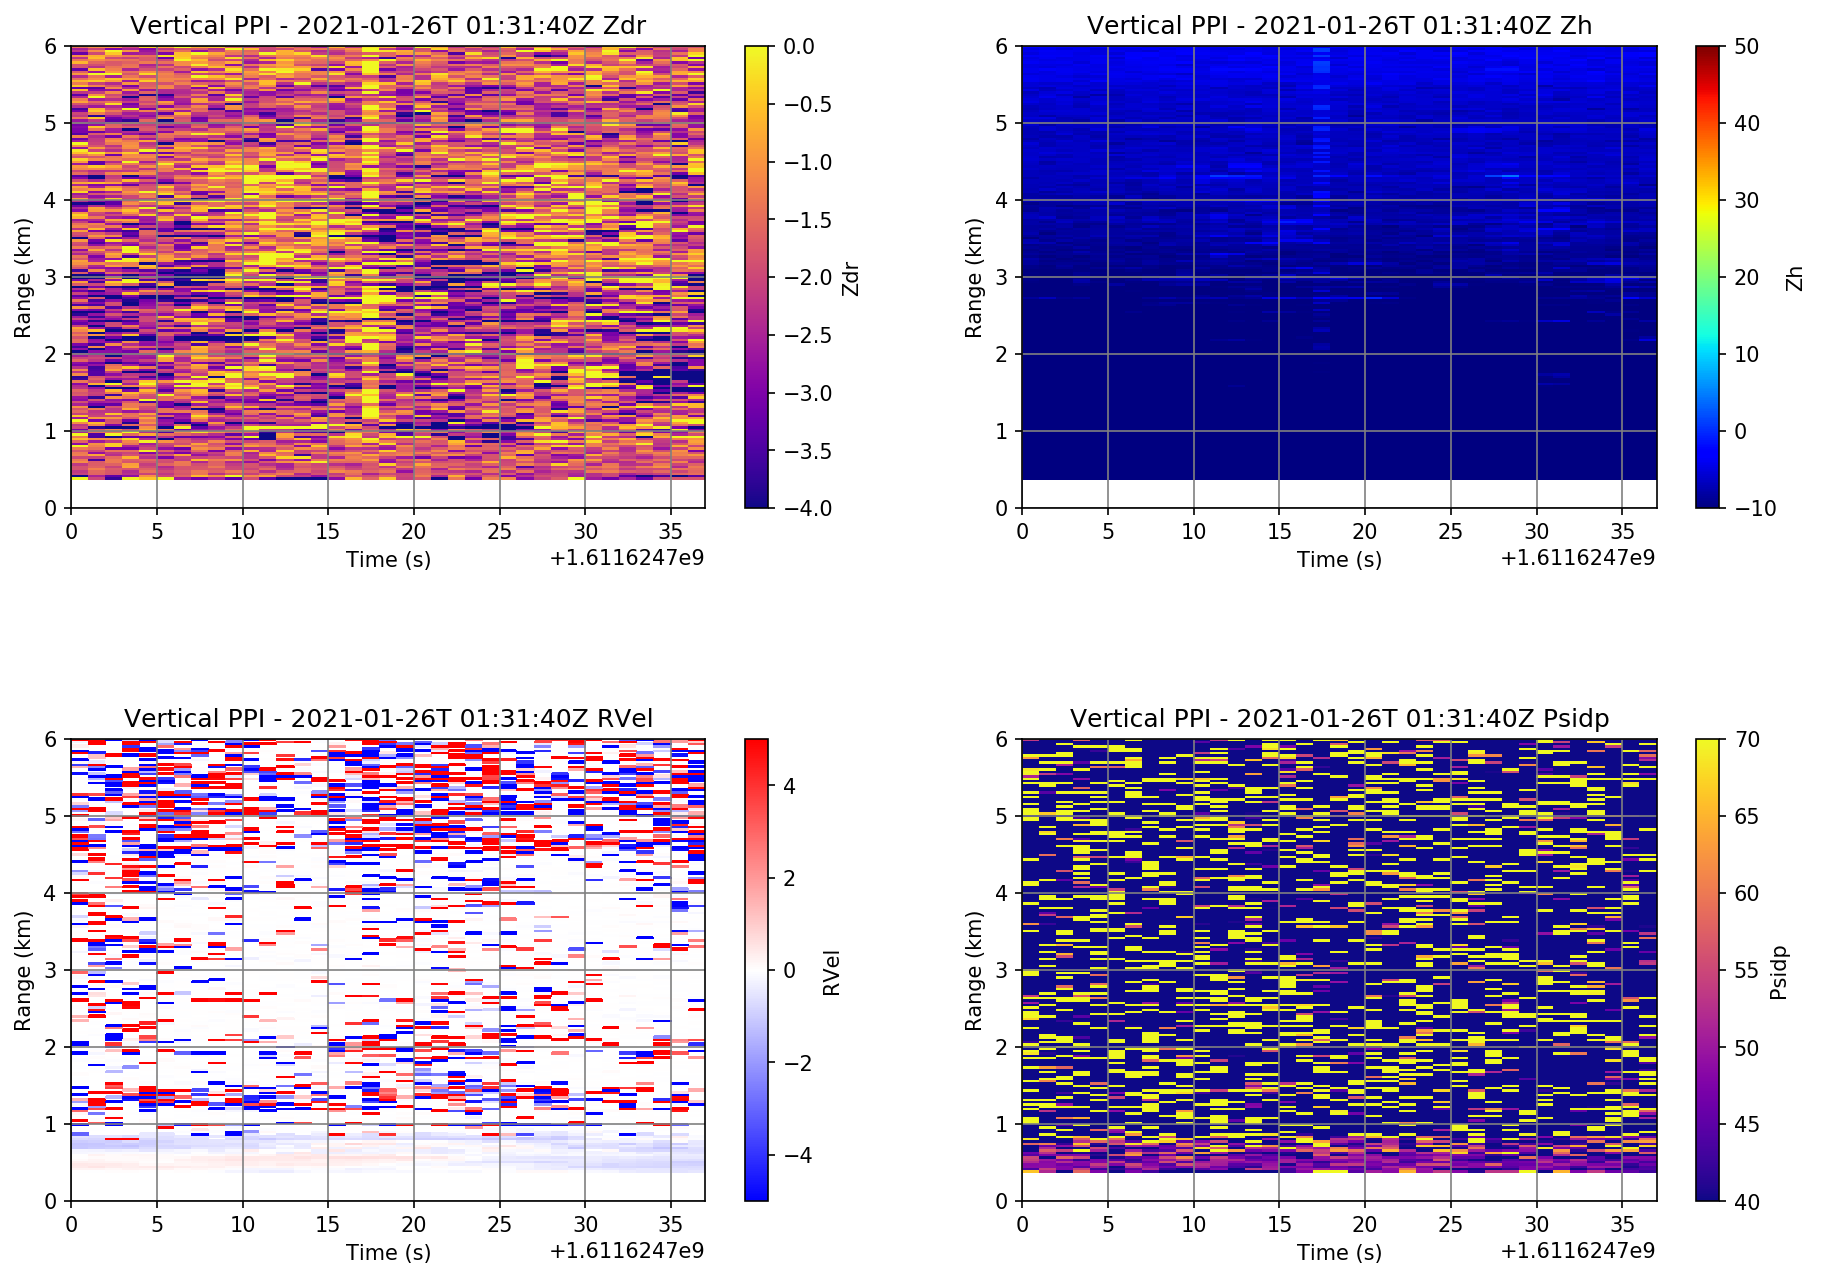 Vertical PPI - 2021-01-26T 01:31:40Z Zdr
6
5
4
3
2
1
0
Range (km)
0 5 10 15 20 25 30 35
Time (s)
+1.6116247e9
0.0
−0.5
−1.0
−1.5
−2.0
−2.5
−3.0
−3.5
−4.0
Zdr
Vertical PPI - 2021-01-26T 01:31:40Z Zh
6
5
4
3
2
1
0
Range (km)
0 5 10 15 20 25 30 35
Time (s)
+1.6116247e9
50
40
30
20
10
0
−10
Zh
Vertical PPI - 2021-01-26T 01:31:40Z RVel
6
5
4
3
2
1
0
Range (km)
0 5 10 15 20 25 30 35
Time (s)
+1.6116247e9
4
2
0
−2
−4
RVel
Vertical PPI - 2021-01-26T 01:31:40Z Psidp
6
5
4
3
2
1
0
Range (km)
0 5 10 15 20 25 30 35
Time (s)
+1.6116247e9
70
65
60
55
50
45
40
Psidp